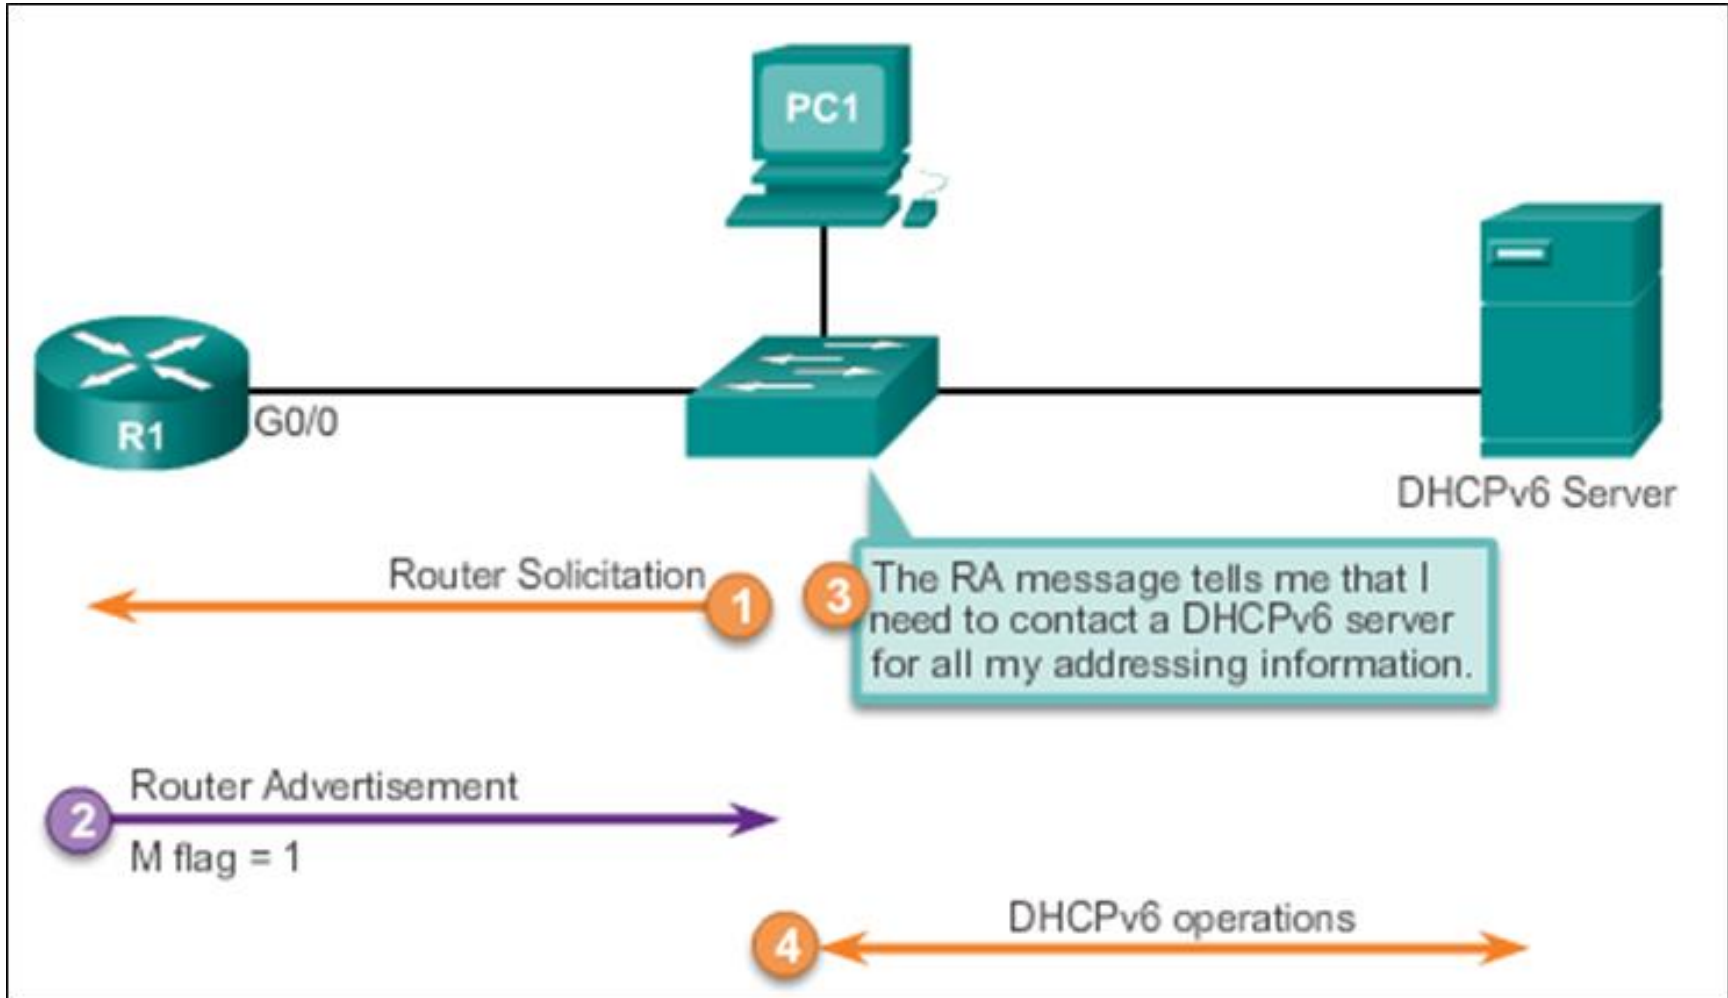 PC1
R1
G0/0
DHCPv6 Server
Router Solicitation
1
3
The RA message tells me that I
need to contact a DHCPv6 server
for all my addressing information.
2
Router Advertisement
M flag = 1
4
DHCPv6 operations